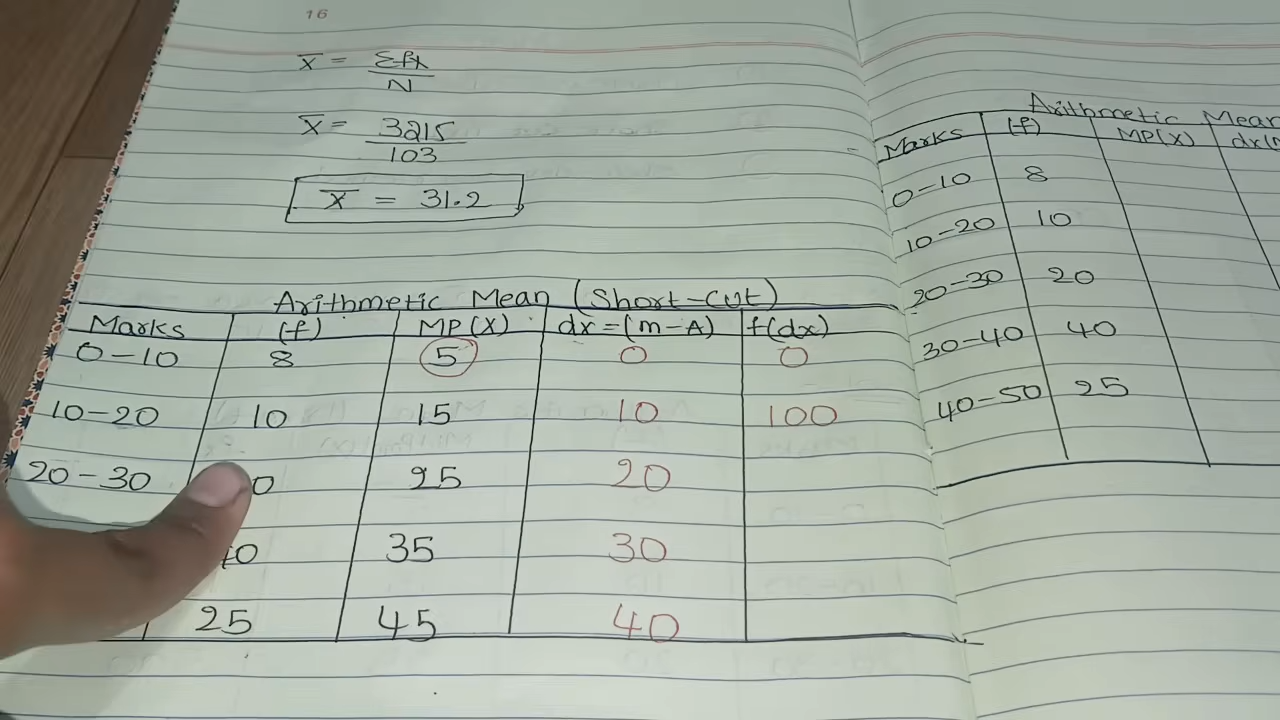 16
x̄ = Σfx
N
x̄ = 3215
103
x̄ = 31.2
Arithmetic Mean (Short-Cut)
Marks (f) MP(X) dx=(m-A) f(dx)
0-10 8 5 0 0
10-20 10 15 10 100
20-30 0 25 20
40 35 30
25 45 40
Arithmetic Mean
Marks (f) MP(X)
0-10 8
10-20 10
20-30 20
30-40 40
40-50 25